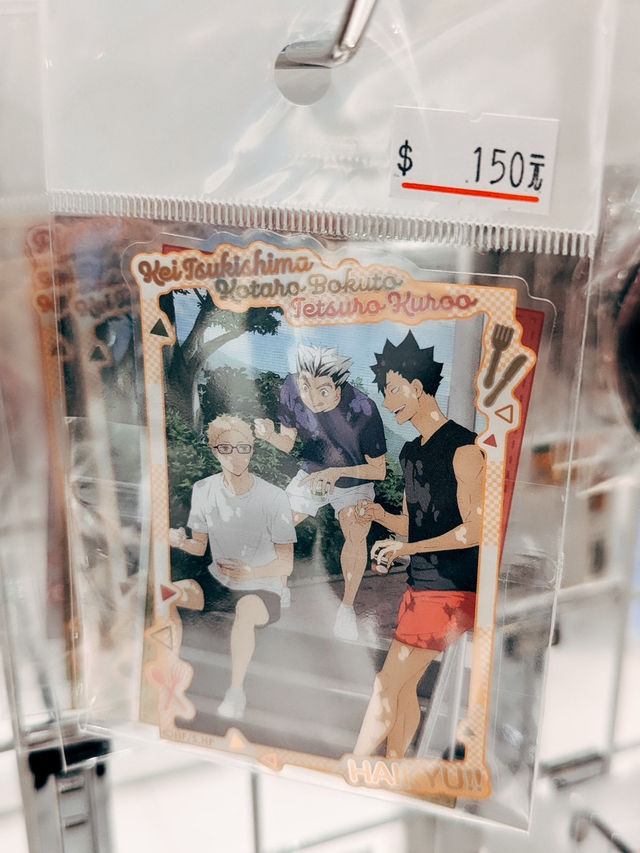 $ 150元
Kei Tsukishima
Kotaro Bokuto
Tetsuro Kuroo
HAIKYU!!